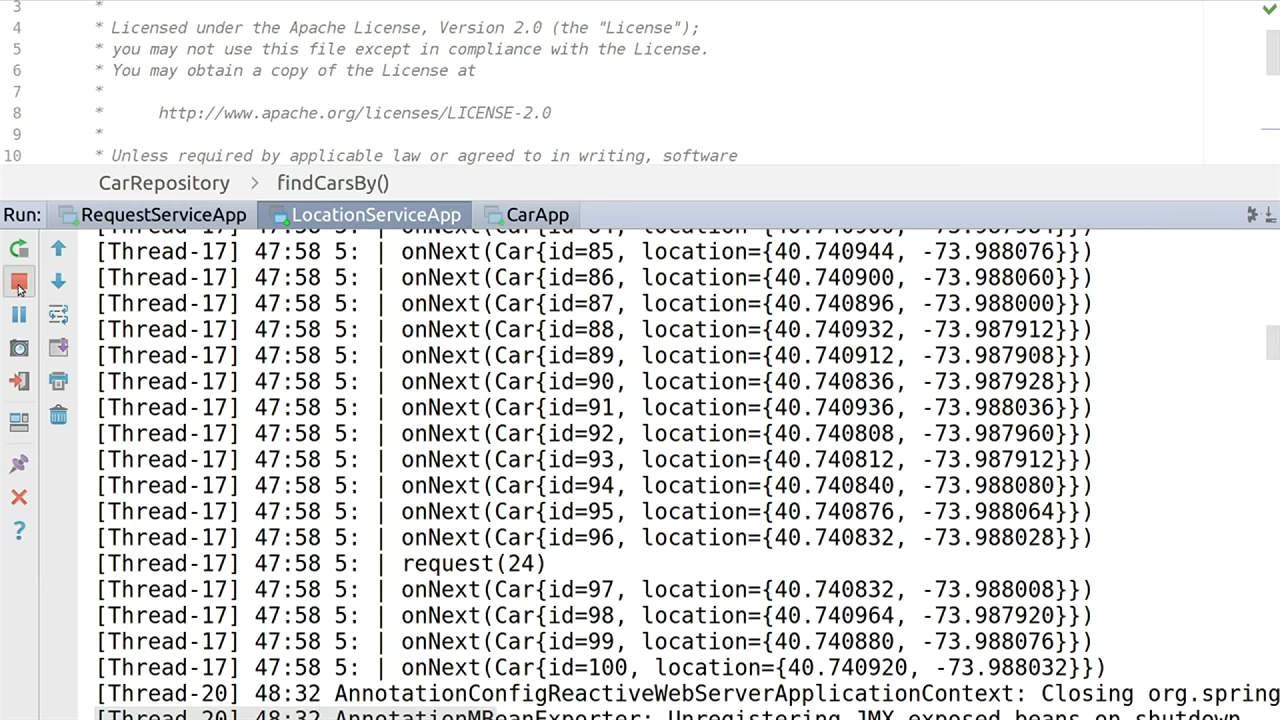 3 *
4 * Licensed under the Apache License, Version 2.0 (the "License");
5 * you may not use this file except in compliance with the License.
6 * You may obtain a copy of the License at
7 *
8 * http://www.apache.org/licenses/LICENSE-2.0
9 *
10 * Unless required by applicable law or agreed to in writing, software
CarRepository > findCarsBy()
Run: RequestServiceApp LocationServiceApp CarApp
[Thread-17] 47:58 5: | onNext(Car{id=85, location={40.740944, -73.988076}})
[Thread-17] 47:58 5: | onNext(Car{id=86, location={40.740900, -73.988060}})
[Thread-17] 47:58 5: | onNext(Car{id=87, location={40.740896, -73.988000}})
[Thread-17] 47:58 5: | onNext(Car{id=88, location={40.740932, -73.987912}})
[Thread-17] 47:58 5: | onNext(Car{id=89, location={40.740912, -73.987908}})
[Thread-17] 47:58 5: | onNext(Car{id=90, location={40.740836, -73.987928}})
[Thread-17] 47:58 5: | onNext(Car{id=91, location={40.740936, -73.988036}})
[Thread-17] 47:58 5: | onNext(Car{id=92, location={40.740808, -73.987960}})
[Thread-17] 47:58 5: | onNext(Car{id=93, location={40.740812, -73.987912}})
[Thread-17] 47:58 5: | onNext(Car{id=94, location={40.740840, -73.988080}})
[Thread-17] 47:58 5: | onNext(Car{id=95, location={40.740876, -73.988064}})
[Thread-17] 47:58 5: | onNext(Car{id=96, location={40.740832, -73.988028}})
[Thread-17] 47:58 5: | request(24)
[Thread-17] 47:58 5: | onNext(Car{id=97, location={40.740832, -73.988008}})
[Thread-17] 47:58 5: | onNext(Car{id=98, location={40.740964, -73.987920}})
[Thread-17] 47:58 5: | onNext(Car{id=99, location={40.740880, -73.988076}})
[Thread-17] 47:58 5: | onNext(Car{id=100, location={40.740920, -73.988032}})
[Thread-20] 48:32 AnnotationConfigReactiveWebServerApplicationContext: Closing org.spring
[Thread-20] 48:32 AnnotationMBeanExporter: Unregistering JMX exposed beans on shutdown